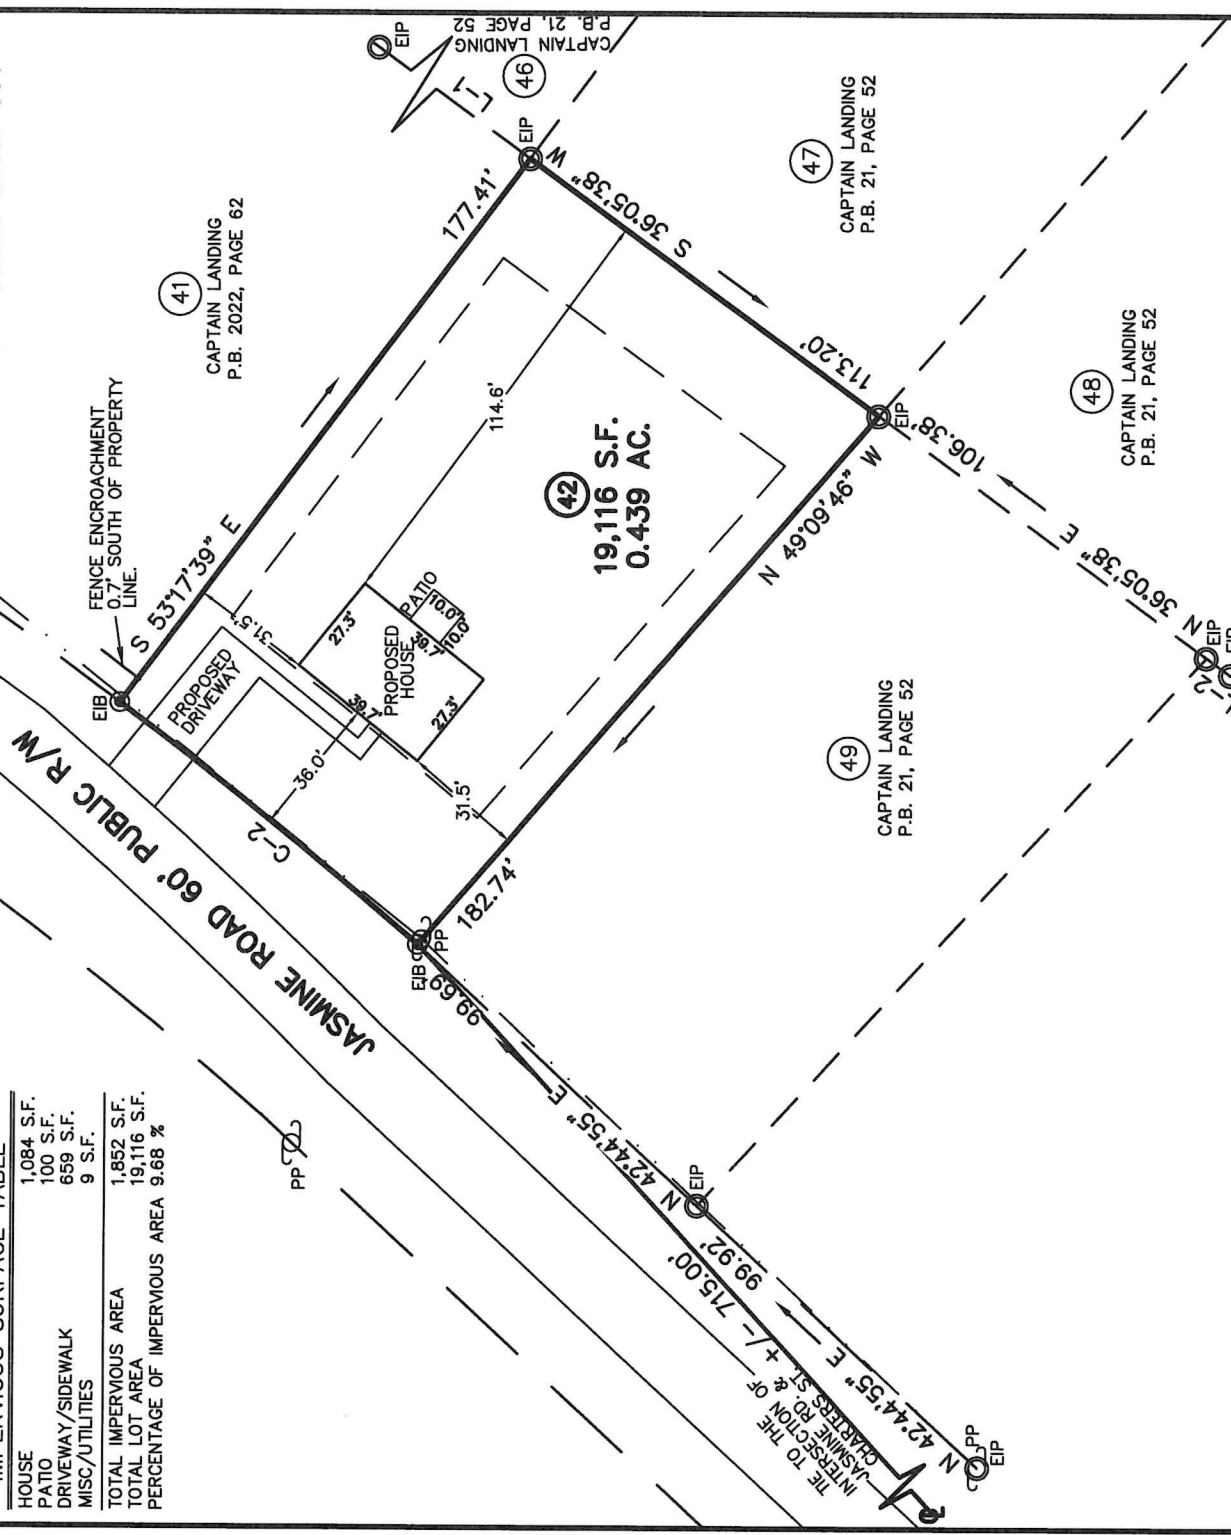 HOUSE 1,084 S.F.
PATIO 100 S.F.
DRIVEWAY/SIDEWALK 659 S.F.
MISC/UTILITIES 9 S.F.
TOTAL IMPERVIOUS AREA 1,852 S.F.
TOTAL LOT AREA 19,116 S.F.
PERCENTAGE OF IMPERVIOUS AREA 9.68 %
PP
JASMINE ROAD 60' PUBLIC R/W
FENCE ENCROACHMENT
0.7' SOUTH OF PROPERTY
LINE.
EIB
S 53°17'39" E
177.41'
41
CAPTAIN LANDING
P.B. 2022, PAGE 62
EIP
L-1
46
CAPTAIN LANDING
P.B. 21, PAGE 52
EIP
S 36°05'38" W
113.20'
47
CAPTAIN LANDING
P.B. 21, PAGE 52
PROPOSED
DRIVEWAY
31.5'
27.3'
PATIO
10.0'
10.0'
39.7'
PROPOSED
HOUSE
39.7'
27.3'
36.0'
31.5'
114.6'
C-2
42
19,116 S.F.
0.439 AC.
N 49°09'46" W
182.74'
EIP
EIB
PP
48
CAPTAIN LANDING
P.B. 21, PAGE 52
106.38'
N 36°05'38" E
EIP
EIP
49
CAPTAIN LANDING
P.B. 21, PAGE 52
99.69
N 42°44'55" E
EIP
99.92'
N 42°44'55" E
PP
EIP
TIE TO THE
INTERSECTION OF
JASMINE RD. &
CHARTERS ST.
+/- 715.00'